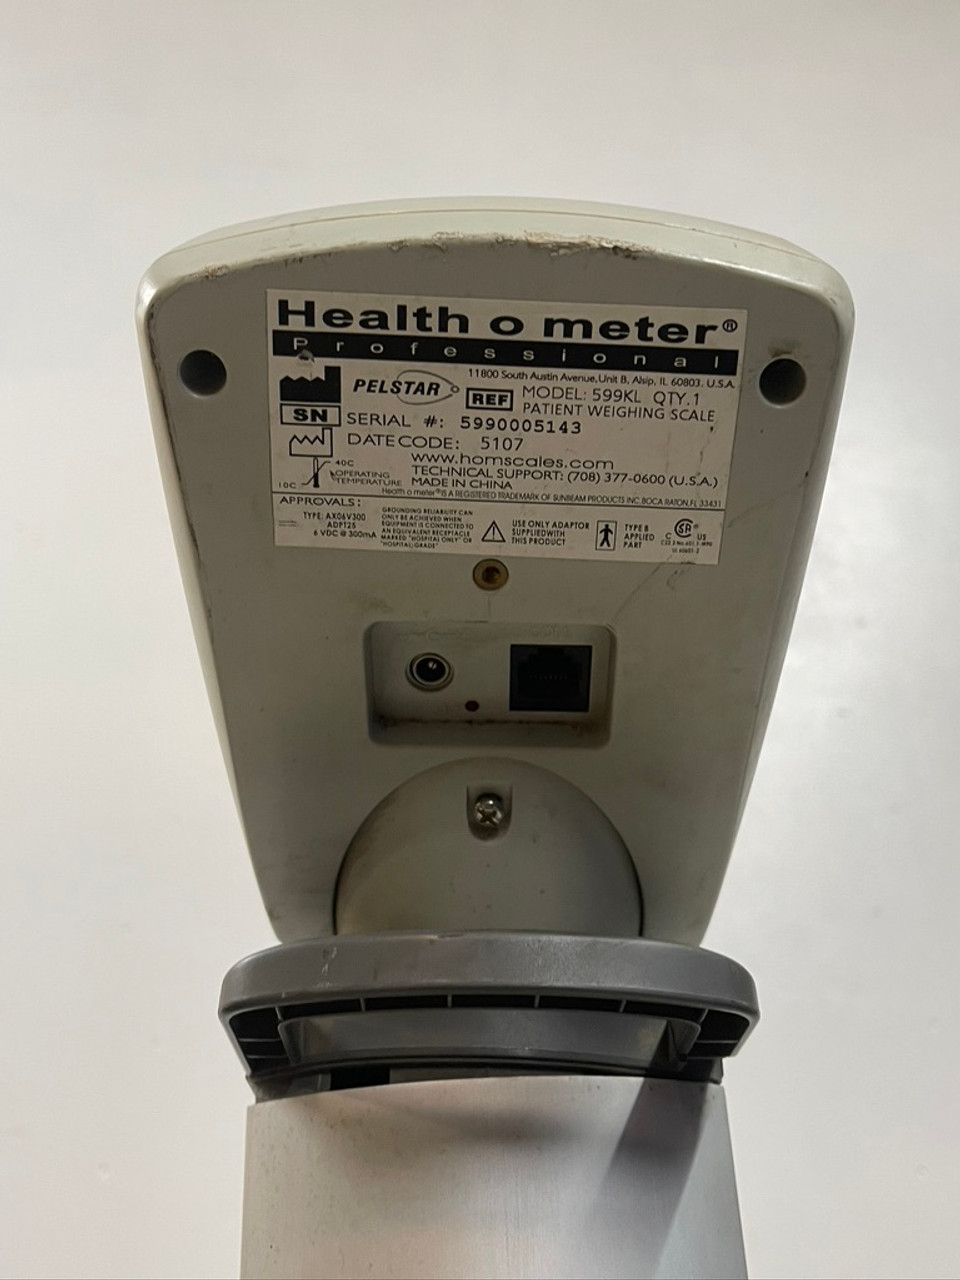 Health o meter®
Professional
11800 South Austin Avenue, Unit B, Alsip, IL 60803. U.S.A.
PELSTAR
REF MODEL: 599KL QTY.1
PATIENT WEIGHING SCALE
SN SERIAL #: 5990005143
DATE CODE: 5107
www.homscales.com
40C
10C
OPERATING
TEMPERATURE
TECHNICAL SUPPORT: (708) 377-0600 (U.S.A.)
MADE IN CHINA
Health o meter® IS A REGISTERED TRADEMARK OF SUNBEAM PRODUCTS INC. BOCA RATON, FL 33431
APPROVALS:
TYPE: AX06V300
ADPT25
6 VDC @ 300mA
GROUNDING RELIABILITY CAN
ONLY BE ACHIEVED WHEN
EQUIPMENT IS CONNECTED TO
AN EQUIVALENT RECEPTACLE
MARKED "HOSPITAL ONLY" OR
"HOSPITAL GRADE"
USE ONLY ADAPTOR
SUPPLIED WITH
THIS PRODUCT
TYPE B
APPLIED
PART
C SA® US